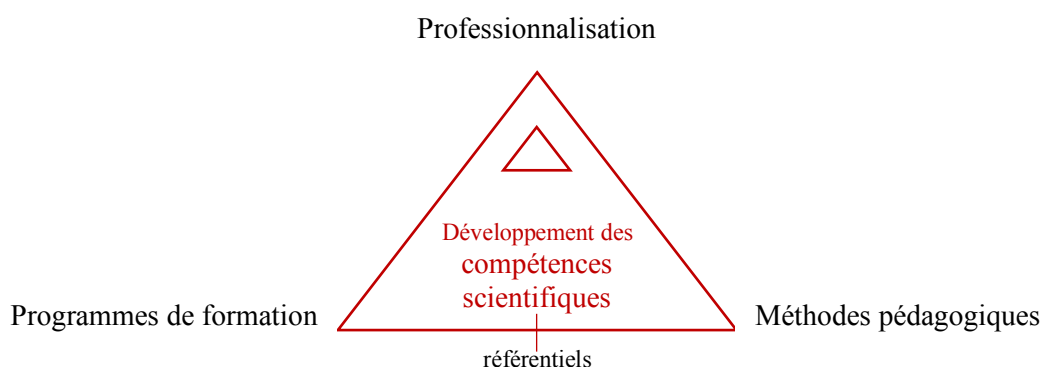 Professionnalisation
Développement des
compétences
scientifiques
Programmes de formation
Méthodes pédagogiques
référentiels